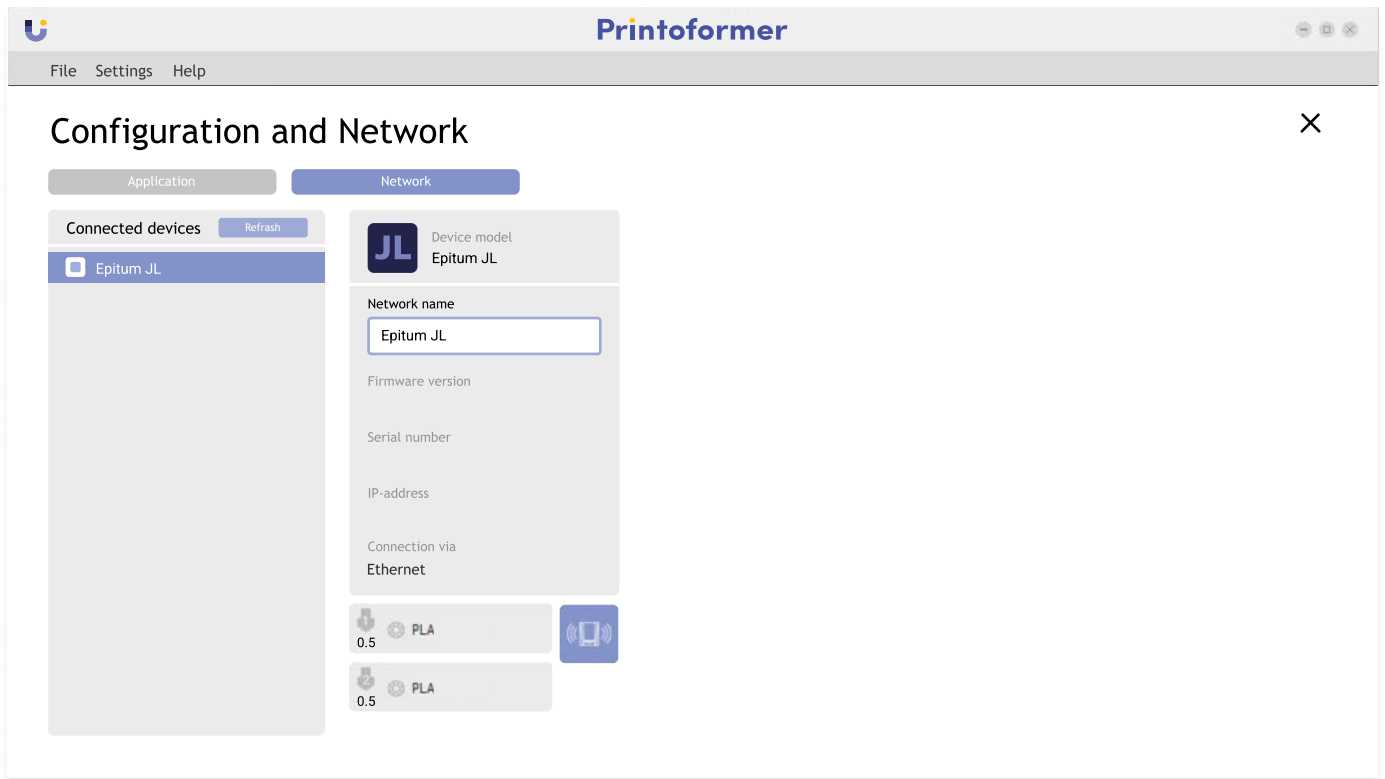 Printoformer
File Settings Help
Configuration and Network
Application Network
Connected devices Refrash
Epitum JL
JL
Device model
Epitum JL
Network name
Epitum JL
Firmware version
Serial number
IP-address
Connection via
Ethernet
1
0.5
PLA
2
0.5
PLA